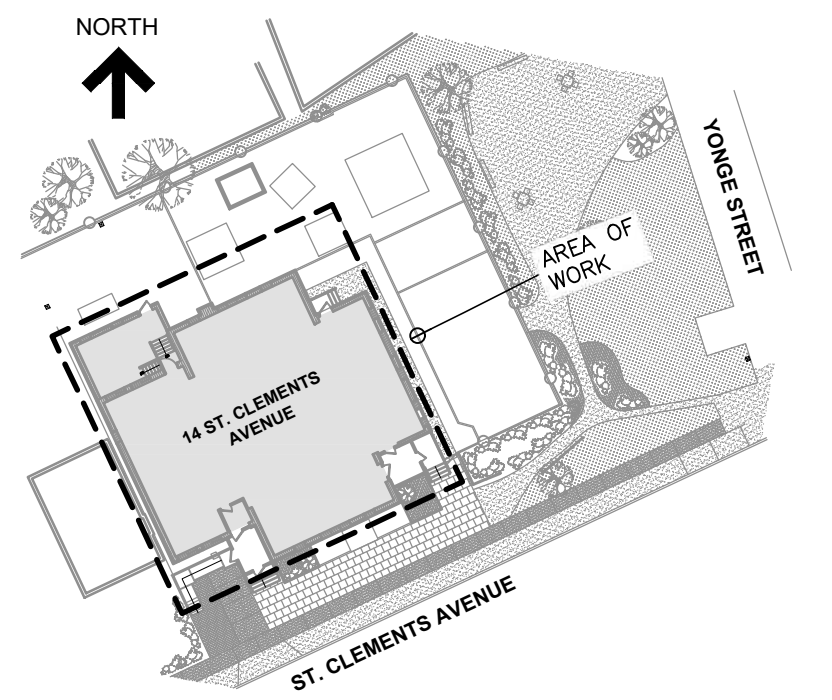 NORTH
YONGE STREET
AREA OF
WORK
14 ST. CLEMENTS
AVENUE
ST. CLEMENTS AVENUE